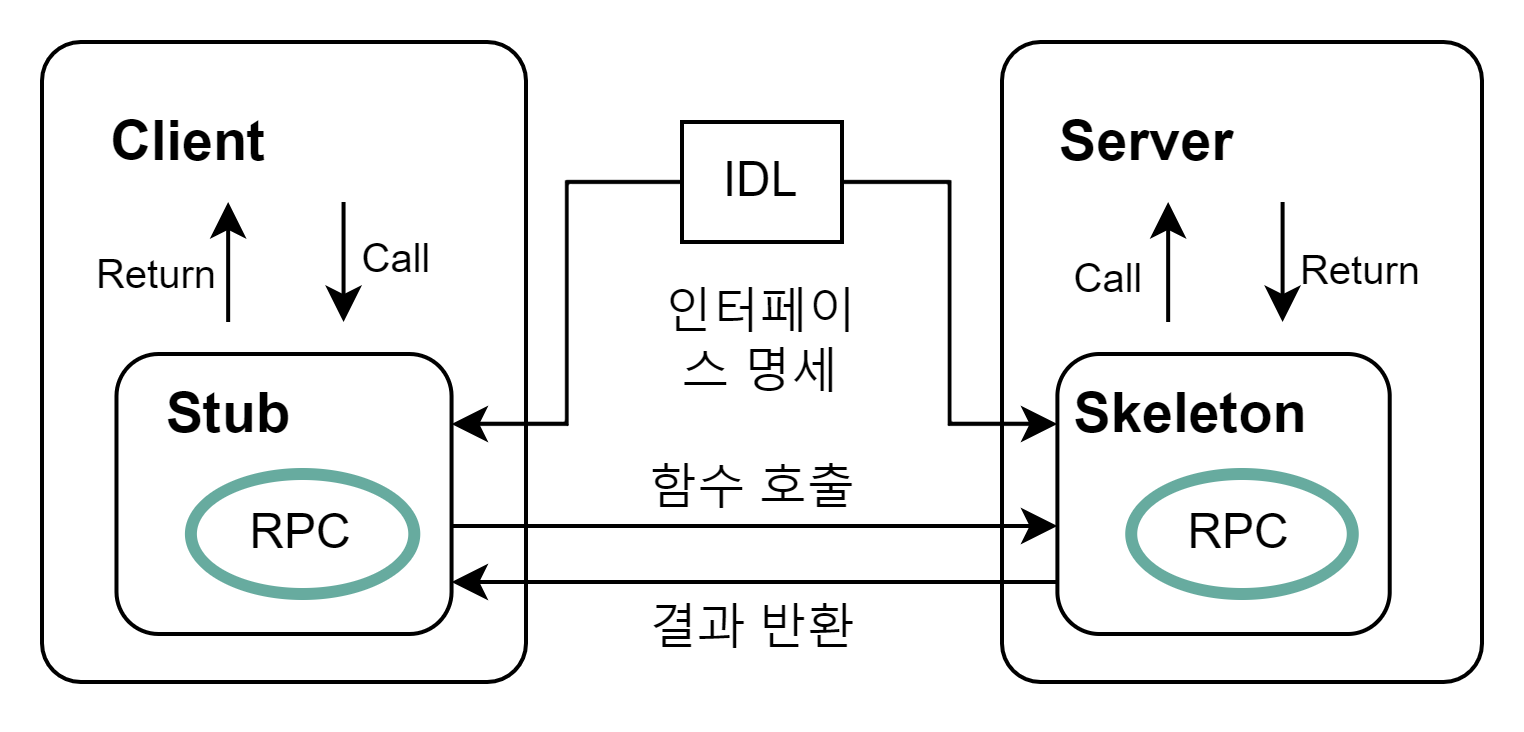 Client
Server
IDL
Return
Call
Call
Return
인터페이
스 명세
Stub
Skeleton
함수 호출
RPC
RPC
결과 반환